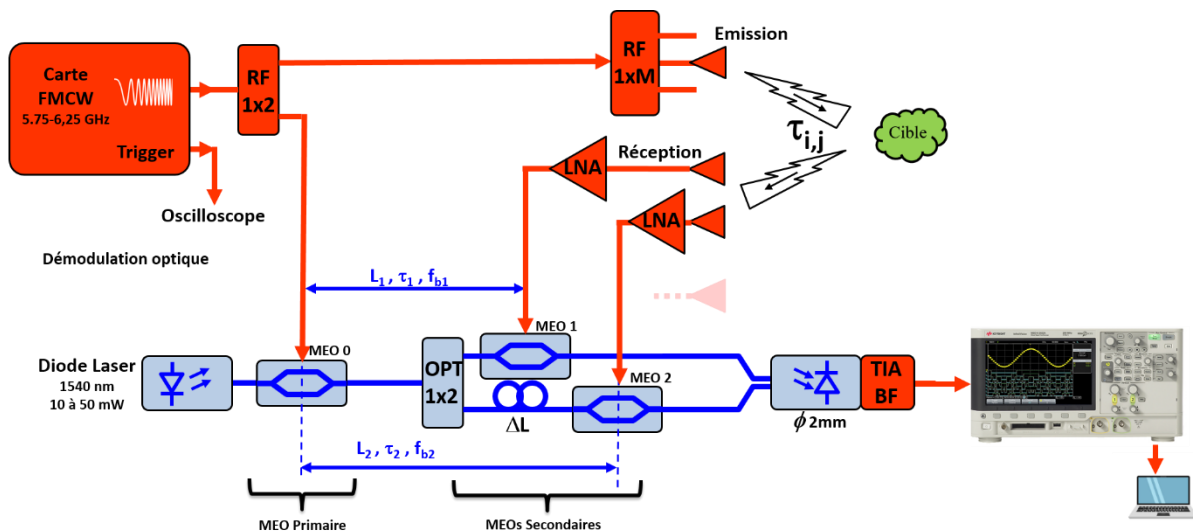 Carte
FMCW
5.75-6,25 GHz
Trigger
Oscilloscope
RF
1x2
RF
1xM
Emission
τi,j
Cible
LNA
Réception
LNA
Démodulation optique
L1 , τ1 , fb1
Diode Laser
1540 nm
10 à 50 mW
MEO 0
OPT
1x2
MEO 1
MEO 2
ΔL
ϕ 2mm
TIA
BF
L2 , τ2 , fb2
MEO Primaire
MEOs Secondaires